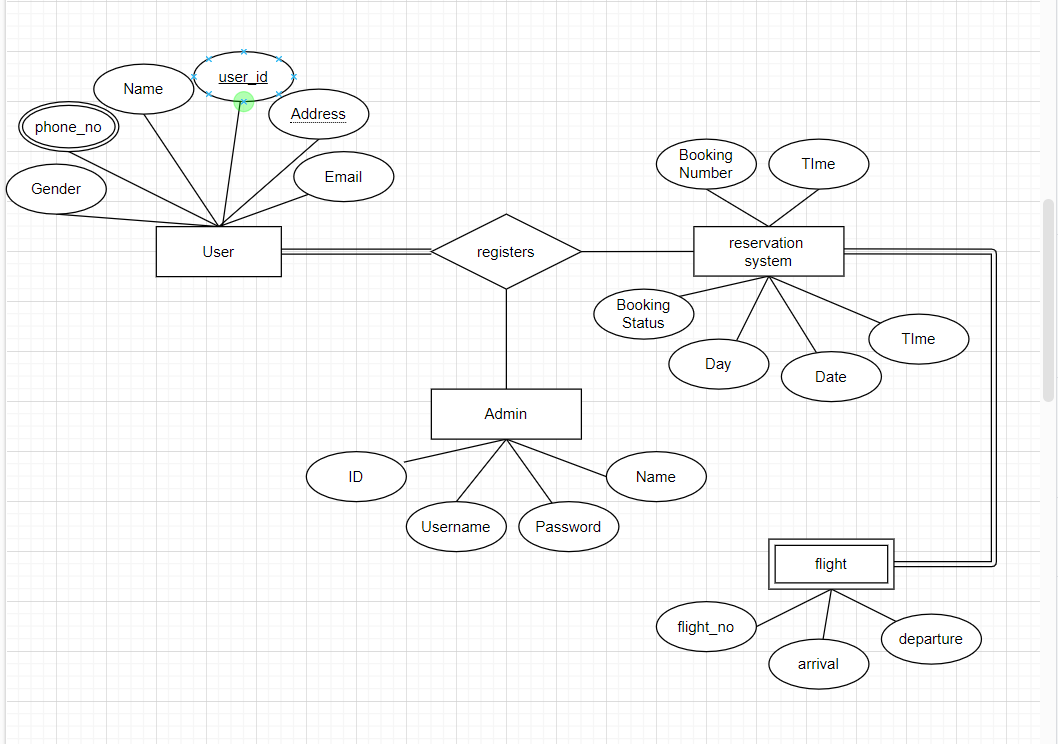 user_id
Name
Address
phone_no
Email
Gender
Booking
Number
TIme
User
registers
reservation
system
Booking
Status
TIme
Day
Date
Admin
ID
Name
Username
Password
flight
flight_no
departure
arrival